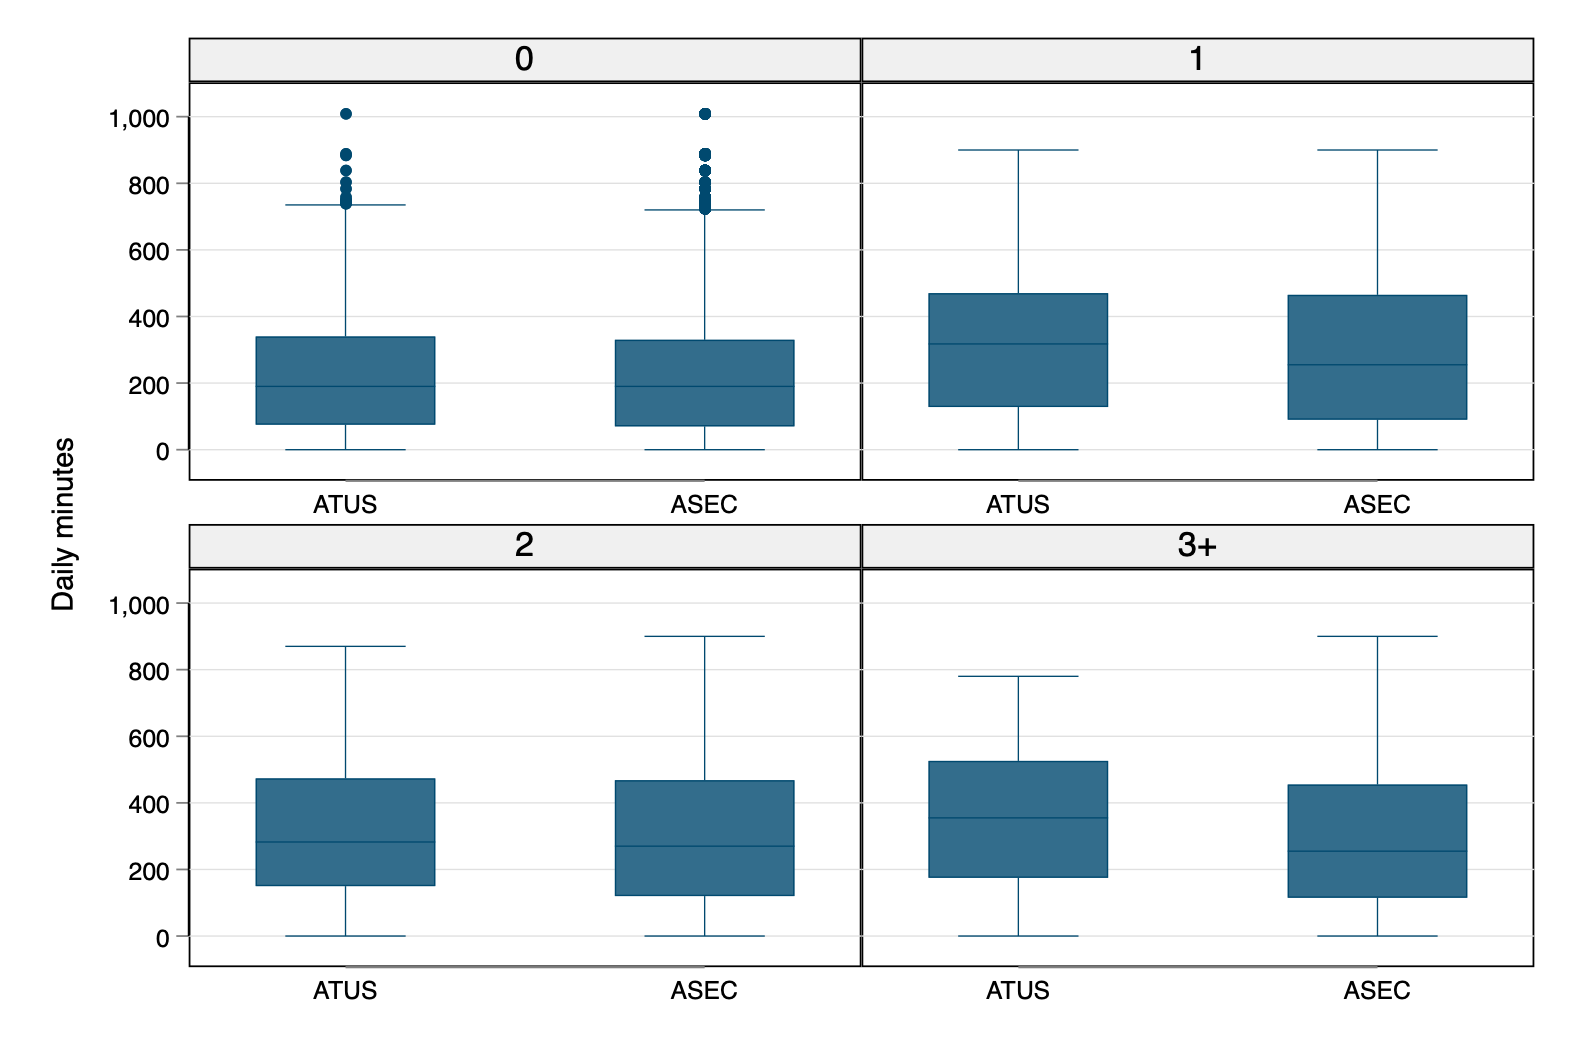 Daily minutes
0
1
1,000
800
600
400
200
0
ATUS
ASEC
ATUS
ASEC
2
3+
1,000
800
600
400
200
0
ATUS
ASEC
ATUS
ASEC